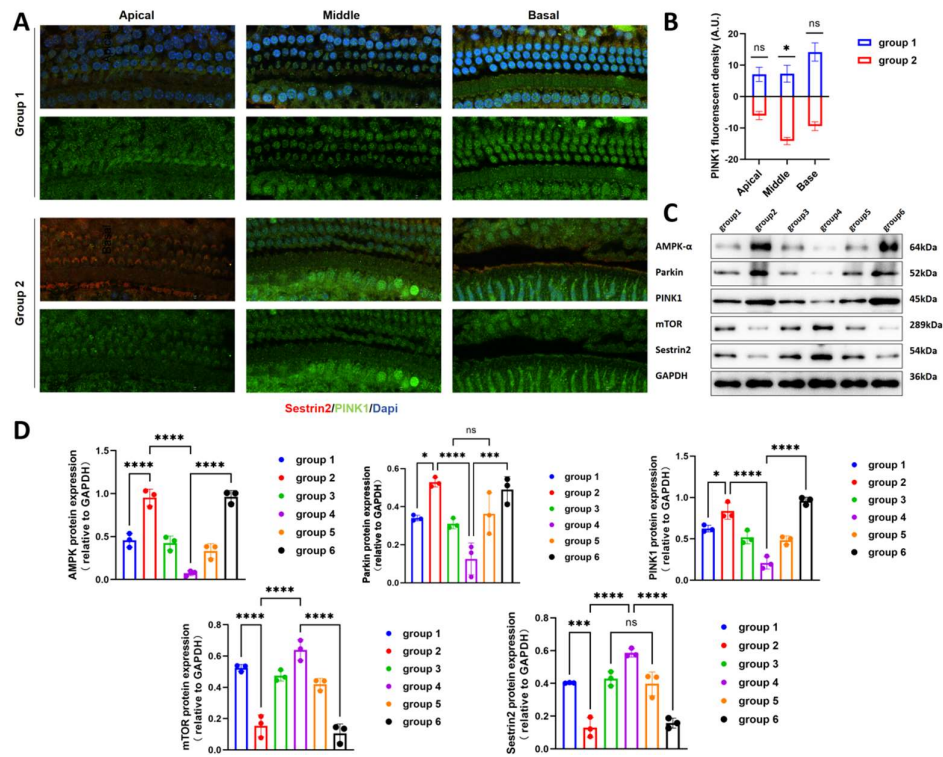 A
Apical
Middle
Basal
Group 1
Group 2
Sestrin2/PINK1/Dapi
B
PINK1 fluorenscent density (A.U.)
20
10
0
-10
-20
ns
*
ns
Apical
Middle
Base
group 1
group 2
C
group1
group2
group3
group4
group5
group6
AMPK-α
64kDa
Parkin
52kDa
PINK1
45kDa
mTOR
289kDa
Sestrin2
54kDa
GAPDH
36kDa
D
AMPK protein expression
( relative to GAPDH)
1.5
1.0
0.5
0.0
****
****
****
group 1
group 2
group 3
group 4
group 5
group 6
Parkin protein expression
( relative to GAPDH)
0.6
0.4
0.2
0.0
ns
*
****
***
group 1
group 2
group 3
group 4
group 5
group 6
PINK1 protein expression
( relative to GAPDH)
1.5
1.0
0.5
0.0
*
****
****
group 1
group 2
group 3
group 4
group 5
group 6
mTOR protein expression
( relative to GAPDH)
0.8
0.6
0.4
0.2
0.0
****
****
****
group 1
group 2
group 3
group 4
group 5
group 6
Sestrin2 protein expression
( relative to GAPDH)
0.8
0.6
0.4
0.2
0.0
***
****
****
ns
group 1
group 2
group 3
group 4
group 5
group 6